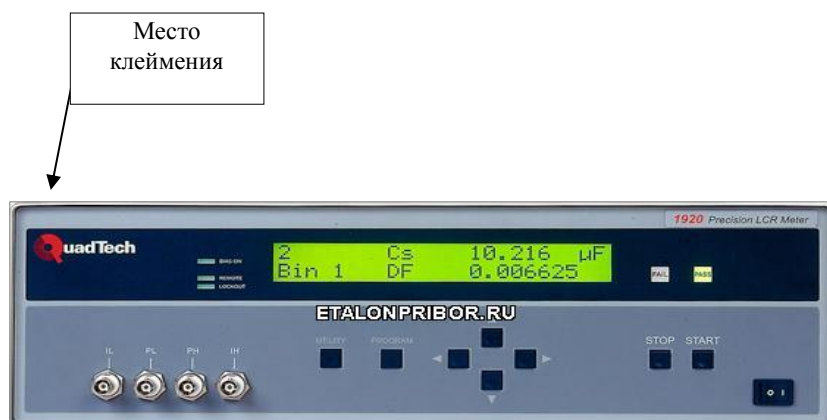 Место
клеймения
1920 Precision LCR Meter
QuadTech
BIAS ON
REMOTE
LOCKOUT
2 Cs 10.216 µF
Bin 1 DF 0.006625
FAIL PASS
ETALONPRIBOR.RU
UTILITY PROGRAM
STOP START
IL PL PH IH
O I